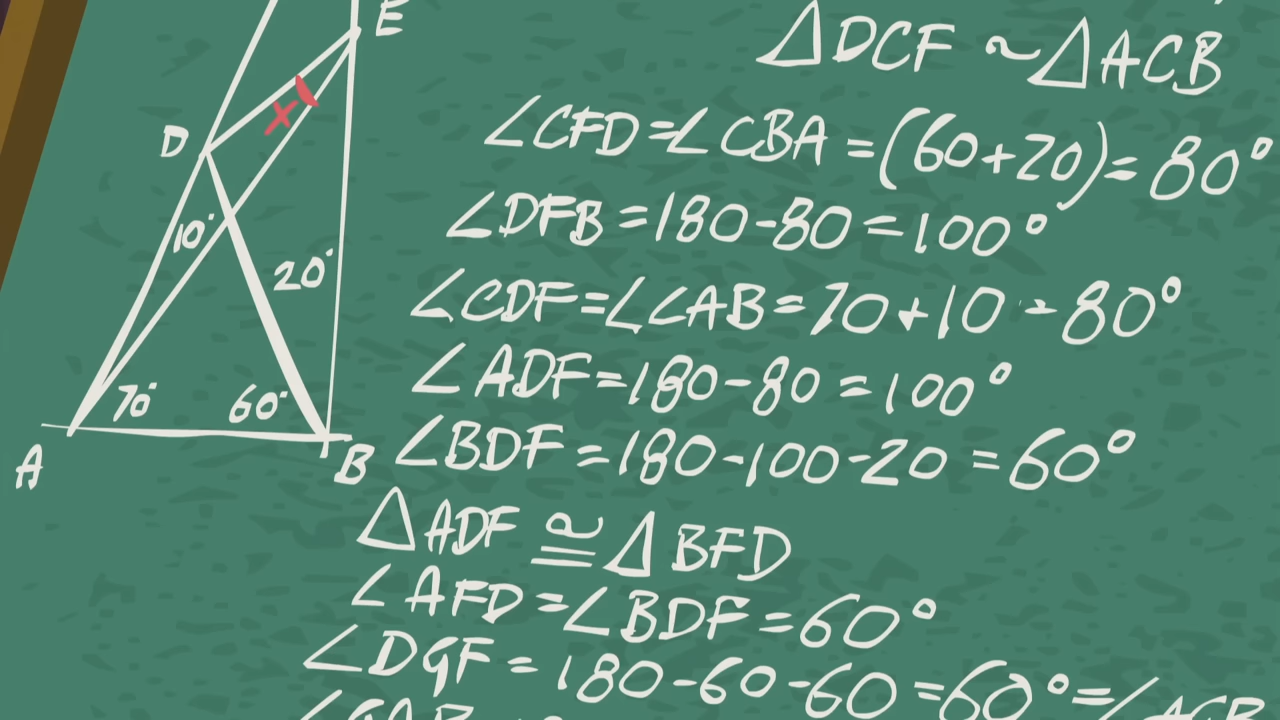 E
△DCF ~△ACB
D
X
∠CFD=∠CBA=(60+20)=80°
10°
20°
∠DFB=180-80=100°
∠CDF=∠CAB=70+10=80°
∠ADF=180-80=100°
70°
60°
A
B
∠BDF=180-100-20=60°
△ADF≅△BFD
∠AFD=∠BDF=60°
∠DGF=180-60-60=60°=∠ACB